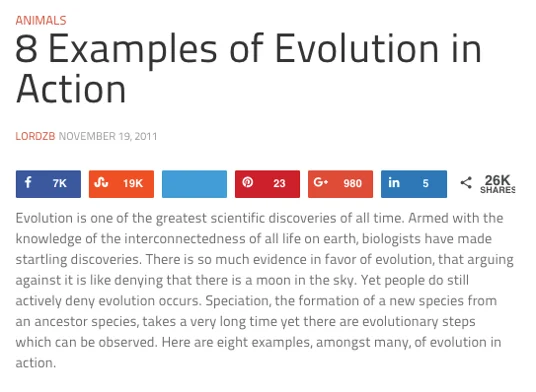 ANIMALS
8 Examples of Evolution in
Action
LORDZB NOVEMBER 19, 2011
7K 19K 23 G+ 980 in 5 26K
SHARES
Evolution is one of the greatest scientific discoveries of all time. Armed with the
knowledge of the interconnectedness of all life on earth, biologists have made
startling discoveries. There is so much evidence in favor of evolution, that arguing
against it is like denying that there is a moon in the sky. Yet people do still
actively deny evolution occurs. Speciation, the formation of a new species from
an ancestor species, takes a very long time yet there are evolutionary steps
which can be observed. Here are eight examples, amongst many, of evolution in
action.